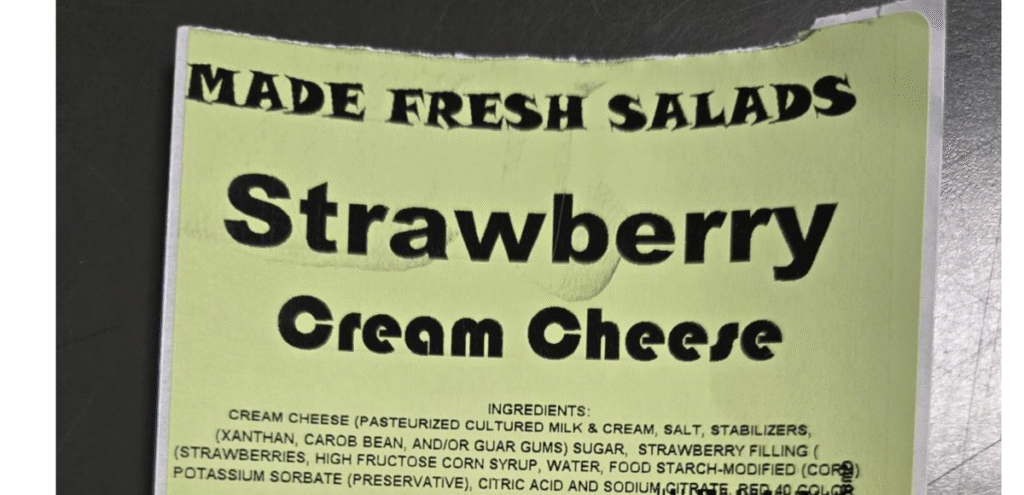 MADE FRESH SALADS
Strawberry
Cream Cheese
INGREDIENTS:
CREAM CHEESE (PASTEURIZED CULTURED MILK & CREAM, SALT, STABILIZERS,
(XANTHAN, CAROB BEAN, AND/OR GUAR GUMS) SUGAR, STRAWBERRY FILLING (
(STRAWBERRIES, HIGH FRUCTOSE CORN SYRUP, WATER, FOOD STARCH-MODIFIED (CORN)
POTASSIUM SORBATE (PRESERVATIVE), CITRIC ACID AND SODIUM CITRATE, RED 40 COLOR